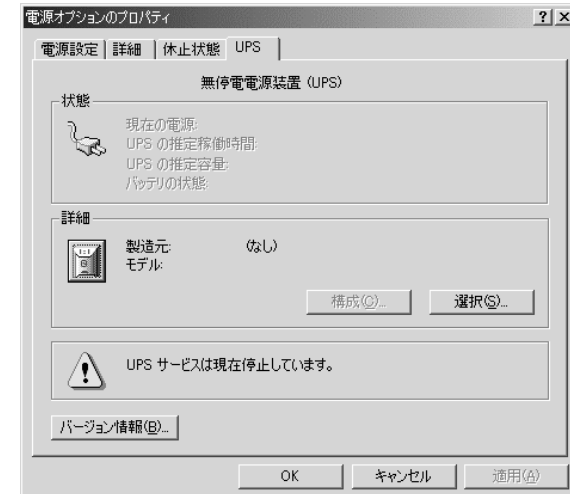 電源オプションのプロパティ
電源設定 詳細 休止状態 UPS
無停電電源装置 (UPS)
状態
現在の電源:
UPS の推定稼働時間:
UPS の推定容量:
バッテリの状態:
詳細
製造元: (なし)
モデル:
構成(C)... 選択(S)...
UPS サービスは現在停止しています。
バージョン情報(B)...
OK キャンセル 適用(A)